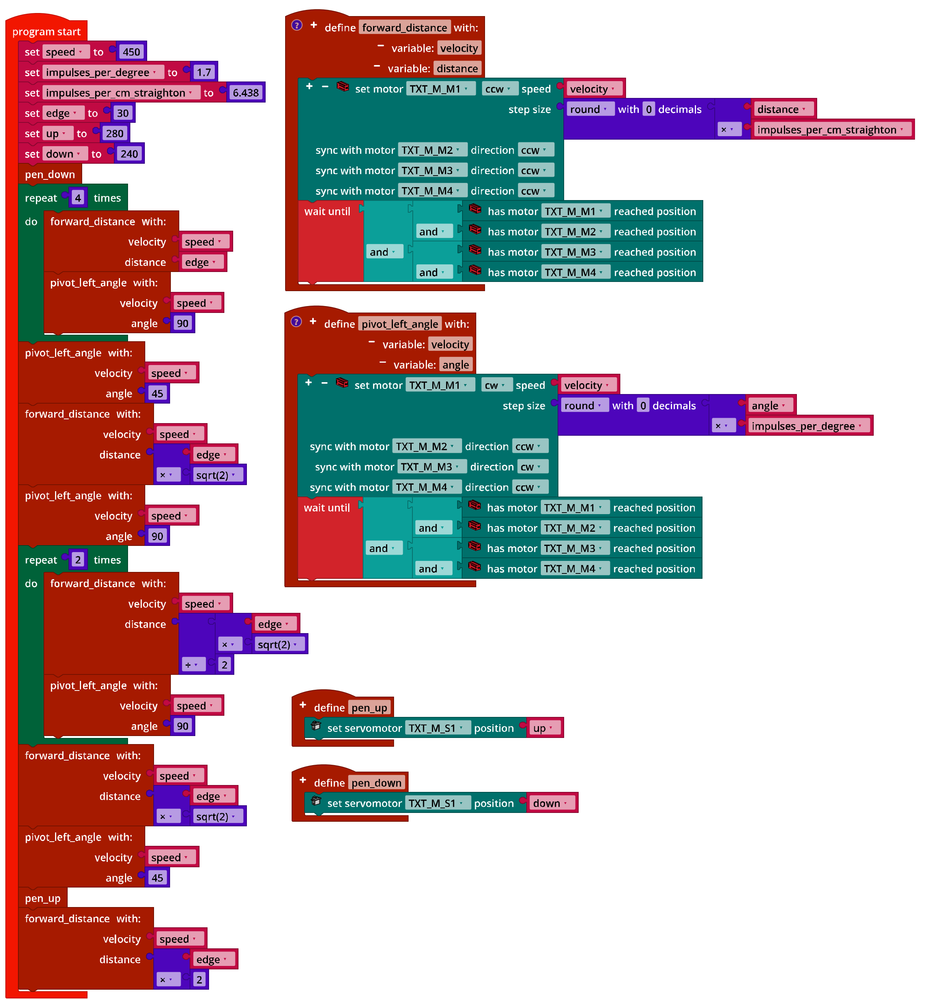 program start
set speed to 450
set impulses_per_degree to 1.7
set impulses_per_cm_straighton to 6.438
set edge to 30
set up to 280
set down to 240
pen_down
repeat 4 times
do forward_distance with:
velocity speed
distance edge
pivot_left_angle with:
velocity speed
angle 90
pivot_left_angle with:
velocity speed
angle 45
forward_distance with:
velocity speed
distance edge
× sqrt(2)
pivot_left_angle with:
velocity speed
angle 90
repeat 2 times
do forward_distance with:
velocity speed
distance edge
× sqrt(2)
÷ 2
pivot_left_angle with:
velocity speed
angle 90
forward_distance with:
velocity speed
distance edge
× sqrt(2)
pivot_left_angle with:
velocity speed
angle 45
pen_up
forward_distance with:
velocity speed
distance edge
× 2
? + define forward_distance with:
− variable: velocity
− variable: distance
+ − set motor TXT_M_M1 ccw speed velocity
step size round with 0 decimals distance
× impulses_per_cm_straighton
sync with motor TXT_M_M2 direction ccw
sync with motor TXT_M_M3 direction ccw
sync with motor TXT_M_M4 direction ccw
wait until has motor TXT_M_M1 reached position
and has motor TXT_M_M2 reached position
and has motor TXT_M_M3 reached position
and has motor TXT_M_M4 reached position
? + define pivot_left_angle with:
− variable: velocity
− variable: angle
+ − set motor TXT_M_M1 cw speed velocity
step size round with 0 decimals angle
× impulses_per_degree
sync with motor TXT_M_M2 direction ccw
sync with motor TXT_M_M3 direction cw
sync with motor TXT_M_M4 direction ccw
wait until has motor TXT_M_M1 reached position
and has motor TXT_M_M2 reached position
and has motor TXT_M_M3 reached position
and has motor TXT_M_M4 reached position
+ define pen_up
set servomotor TXT_M_S1 position up
+ define pen_down
set servomotor TXT_M_S1 position down